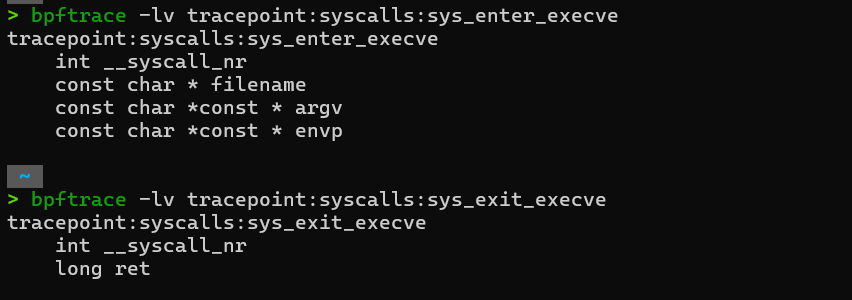 > bpftrace -lv tracepoint:syscalls:sys_enter_execve
tracepoint:syscalls:sys_enter_execve
    int __syscall_nr
    const char * filename
    const char *const * argv
    const char *const * envp
~
> bpftrace -lv tracepoint:syscalls:sys_exit_execve
tracepoint:syscalls:sys_exit_execve
    int __syscall_nr
    long ret